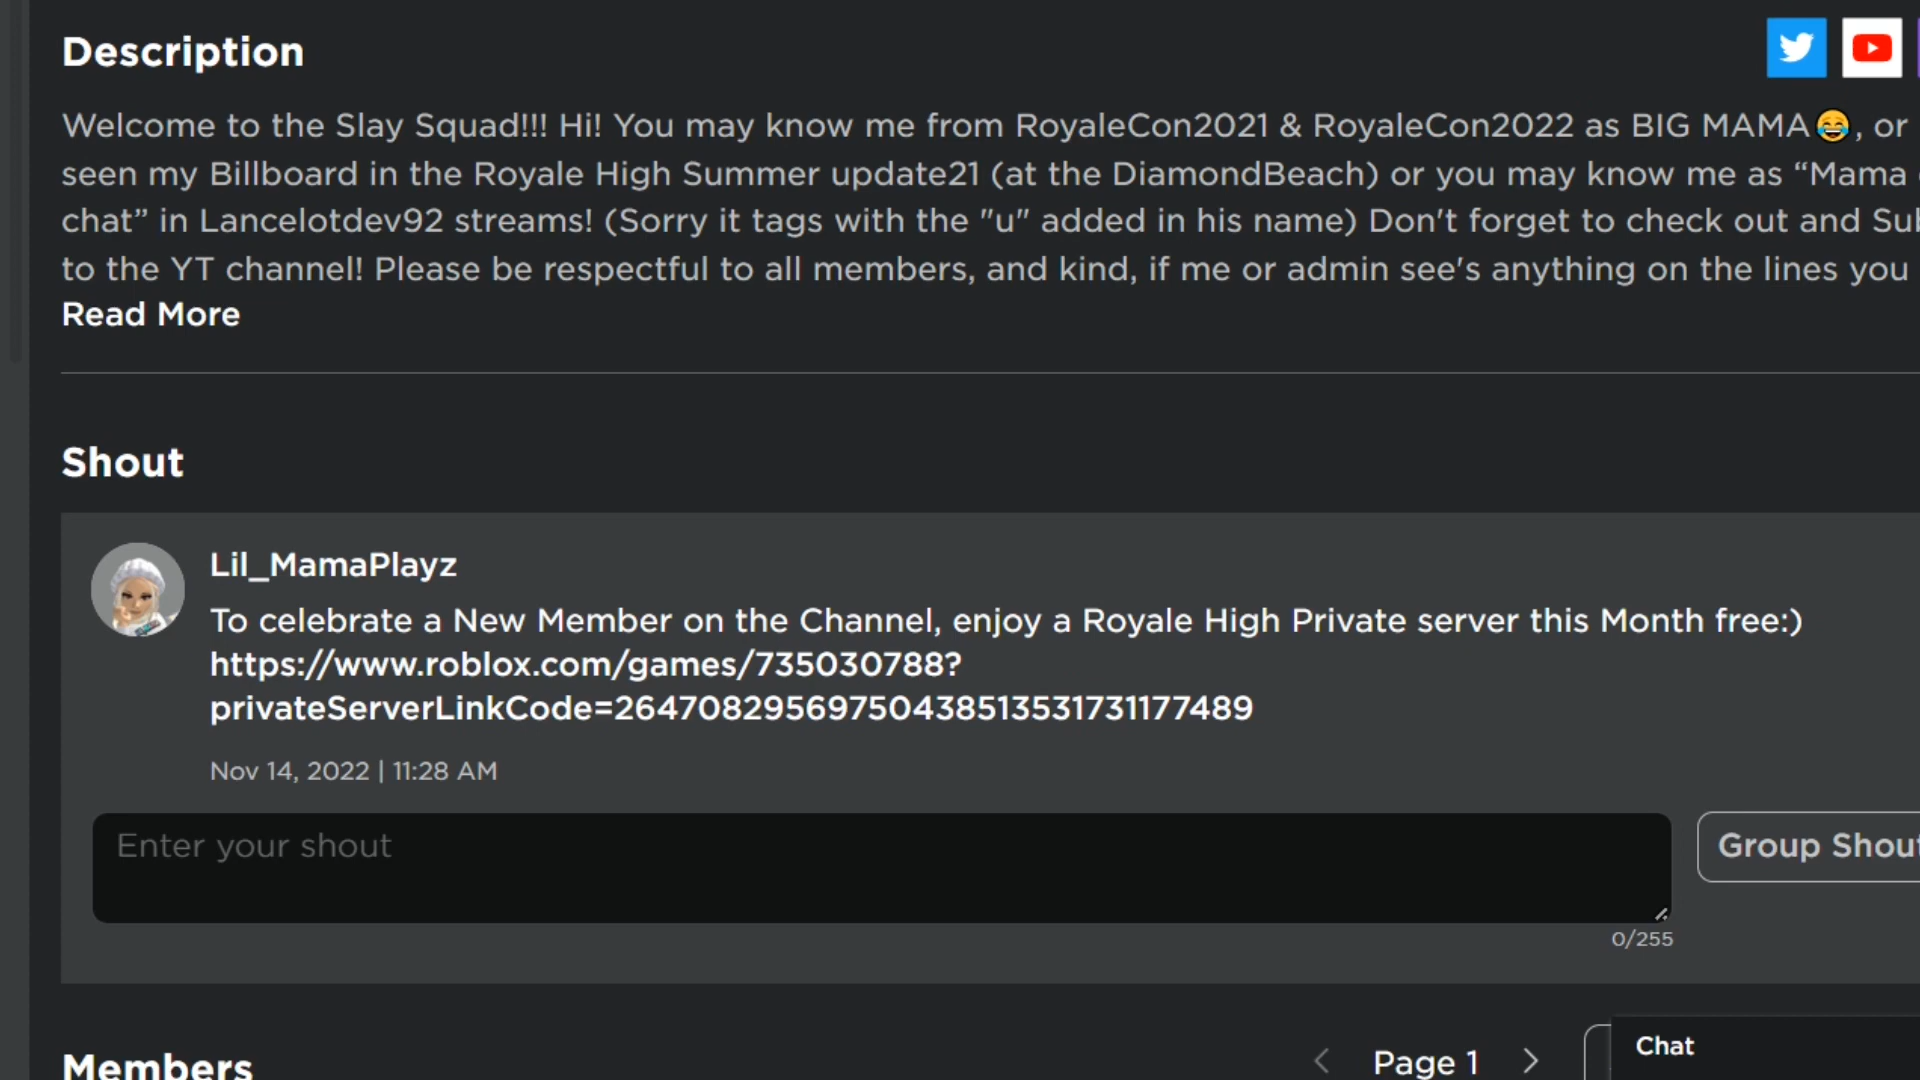 Description
Welcome to the Slay Squad!!! Hi! You may know me from RoyaleCon2021 & RoyaleCon2022 as BIG MAMA😂, or
seen my Billboard in the Royale High Summer update21 (at the DiamondBeach) or you may know me as “Mama
chat” in Lancelotdev92 streams! (Sorry it tags with the "u" added in his name) Don't forget to check out and Sub
to the YT channel! Please be respectful to all members, and kind, if me or admin see's anything on the lines you
Read More
Shout
Lil_MamaPlayz
To celebrate a New Member on the Channel, enjoy a Royale High Private server this Month free:)
https://www.roblox.com/games/735030788?
privateServerLinkCode=26470829569750438513531731177489
Nov 14, 2022 | 11:28 AM
Enter your shout
Group Shout
0/255
Members
Page 1
Chat